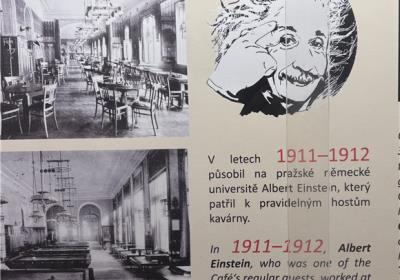 V letech 1911–1912
působil na pražské německé
universitě Albert Einstein, který
patřil k pravidelným hostům
kavárny.
In 1911–1912, Albert
Einstein, who was one of the
Café's regular guests, worked at